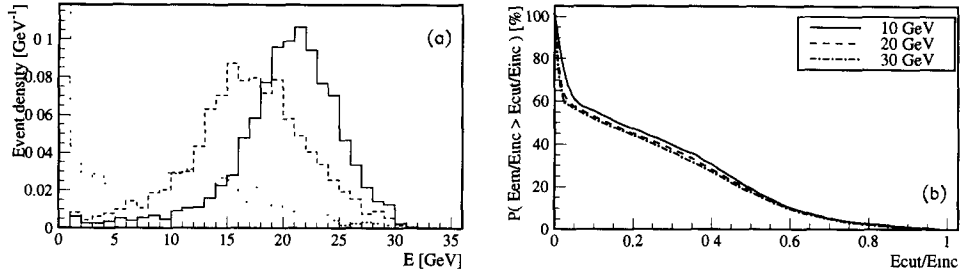 Event density [GeV⁻¹]
0 1
0.08
0.06
0.04
0.02
0
0 5 10 15 20 25 30 35
E [GeV]
(a)
P( Eem/Einc > Ecut/Einc ) [%]
100
80
60
40
20
0
0 0.2 0.4 0.6 0.8 1
Ecut/Einc
10 GeV
20 GeV
30 GeV
(b)